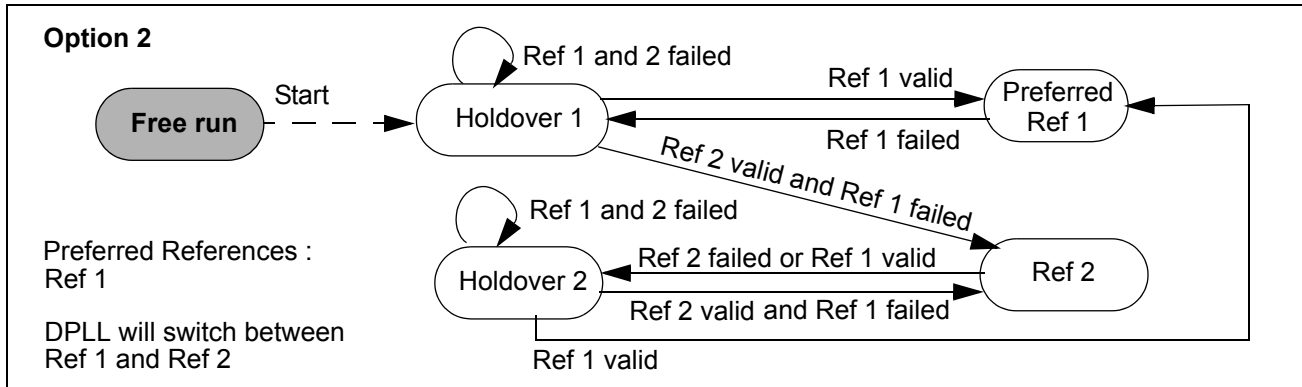 Option 2
Ref 1 and 2 failed
Start
Free run
Holdover 1
Ref 1 valid
Preferred
Ref 1
Ref 1 failed
Ref 2 valid and Ref 1 failed
Ref 1 and 2 failed
Preferred References :
Ref 1
Holdover 2
Ref 2 failed or Ref 1 valid
Ref 2
Ref 2 valid and Ref 1 failed
DPLL will switch between
Ref 1 and Ref 2
Ref 1 valid